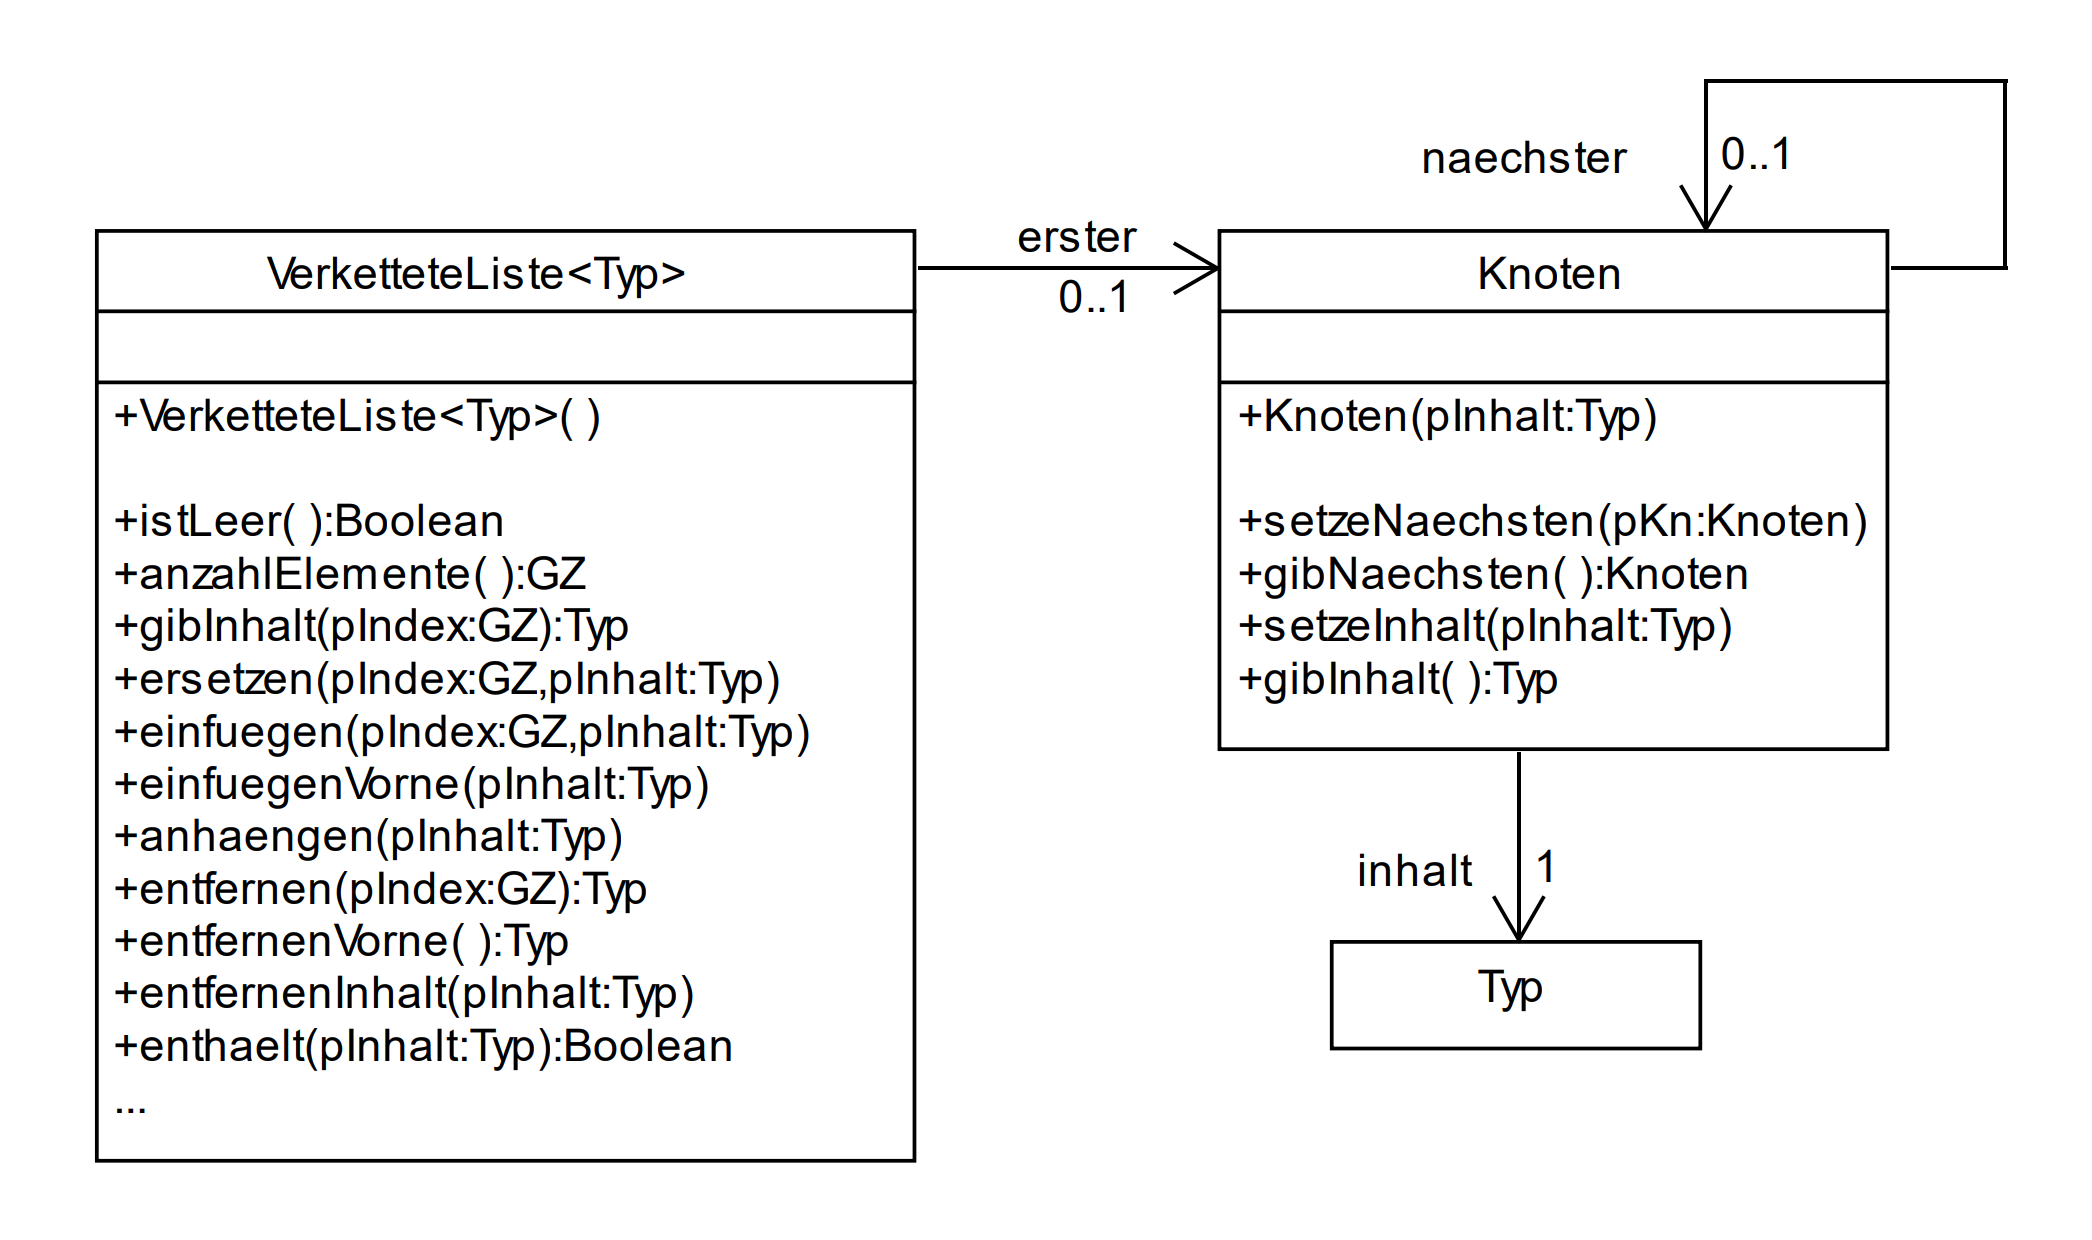 naechster
0..1
erster
0..1
VerketteteListe<Typ>
+VerketteteListe<Typ>( )
+istLeer( ):Boolean
+anzahlElemente( ):GZ
+gibInhalt(pIndex:GZ):Typ
+ersetzen(pIndex:GZ,pInhalt:Typ)
+einfuegen(pIndex:GZ,pInhalt:Typ)
+einfuegenVorne(pInhalt:Typ)
+anhaengen(pInhalt:Typ)
+entfernen(pIndex:GZ):Typ
+entfernenVorne( ):Typ
+entfernenInhalt(pInhalt:Typ)
+enthaelt(pInhalt:Typ):Boolean
...
Knoten
+Knoten(pInhalt:Typ)
+setzeNaechsten(pKn:Knoten)
+gibNaechsten( ):Knoten
+setzeInhalt(pInhalt:Typ)
+gibInhalt( ):Typ
inhalt
1
Typ